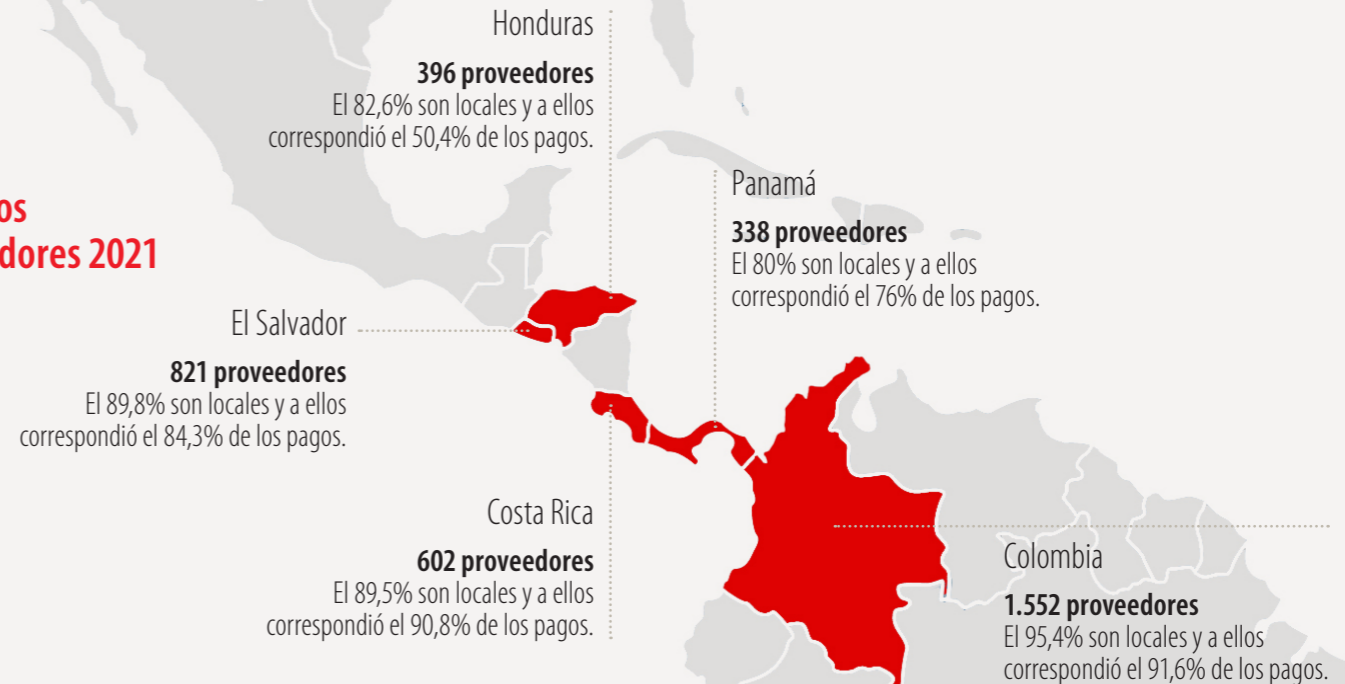 Honduras
396 proveedores
El 82,6% son locales y a ellos
correspondió el 50,4% de los pagos.
Panamá
338 proveedores
El 80% son locales y a ellos
correspondió el 76% de los pagos.
os
dores 2021
El Salvador
821 proveedores
El 89,8% son locales y a ellos
correspondió el 84,3% de los pagos.
Costa Rica
602 proveedores
El 89,5% son locales y a ellos
correspondió el 90,8% de los pagos.
Colombia
1.552 proveedores
El 95,4% son locales y a ellos
correspondió el 91,6% de los pagos.